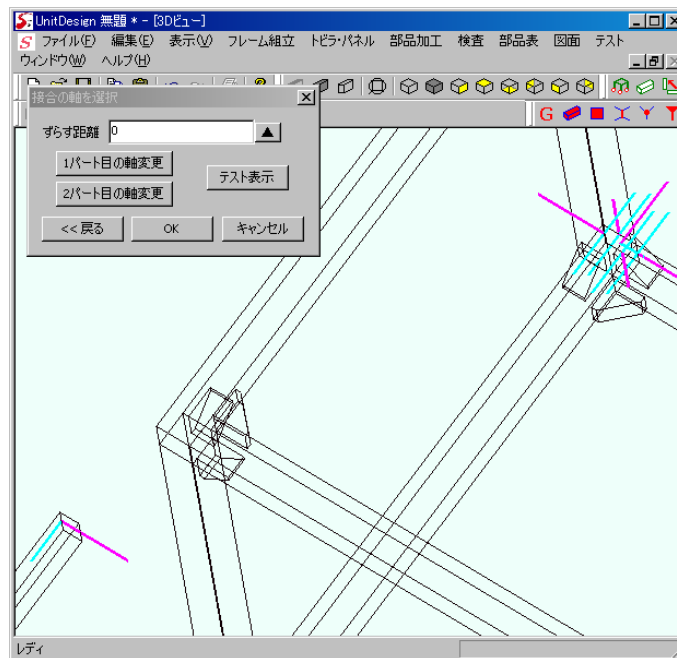 UnitDesign 無題 * - [3Dビュー]
ファイル(F) 編集(E) 表示(V) フレーム組立 トビラ・パネル 部品加工 検査 部品表 図面 テスト
ウィンドウ(W) ヘルプ(H)
接合の軸を選択
ずらす距離 0
1パート目の軸変更
2パート目の軸変更
テスト表示
<< 戻る OK キャンセル
G
レディ